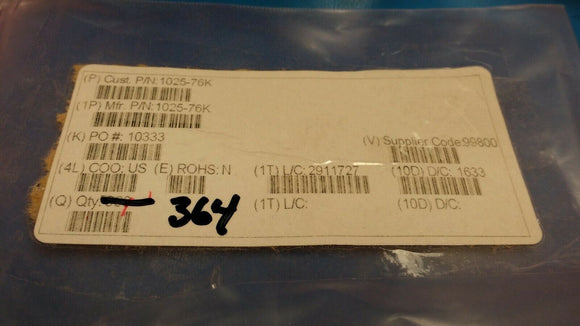 (P) Cust. P/N:1025-76K
(1P) Mfr. P/N:1025-76K
(K) PO #: 10333
(V) Supplier Code:99800
(4L) COO: US (E) ROHS: N (1T) L/C: 2911727 (10D) D/C: 1633
(Q) Qty: 364 (1T) L/C: (10D) D/C: